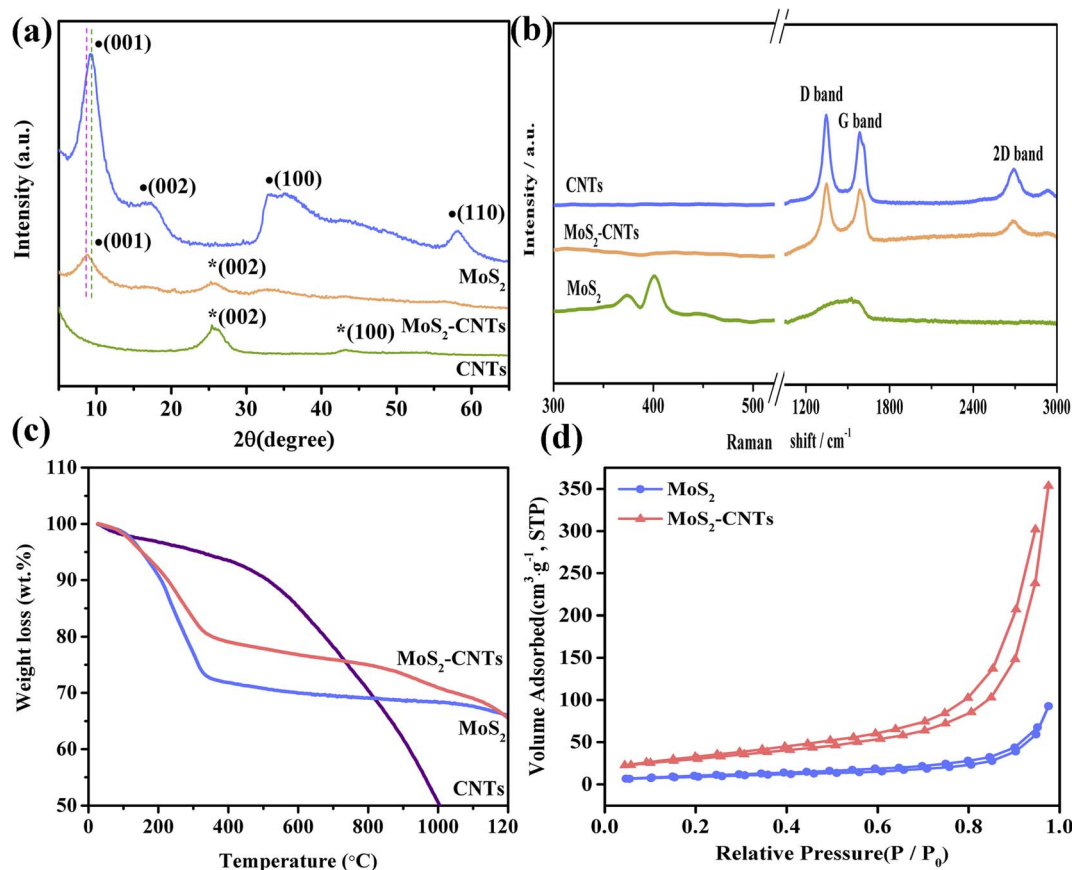 (a)
•(001)
•(002)
•(100)
•(110)
•(001)
*(002)
MoS₂
*(002)
MoS₂-CNTs
*(100)
CNTs
Intensity (a.u.)
10 20 30 40 50 60
2θ(degree)
(b)
D band
G band
2D band
CNTs
MoS₂-CNTs
MoS₂
Intensity / a.u.
300 400 500 1200 1800 2400 3000
Raman shift / cm⁻¹
(c)
110
100
90
80
70
60
50
Weight loss (wt.%)
MoS₂-CNTs
MoS₂
CNTs
0 200 400 600 800 1000 1200
Temperature (°C)
(d)
MoS₂
MoS₂-CNTs
350
300
250
200
150
100
50
0
Volume Adsorbed(cm³·g⁻¹, STP)
0.0 0.2 0.4 0.6 0.8 1.0
Relative Pressure(P / P₀)